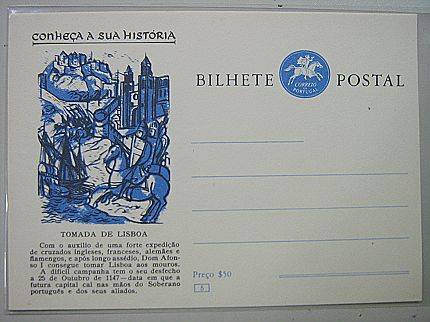 CONHEÇA A SUA HISTÓRIA
BILHETE POSTAL
CORREIO
PORTUGAL
TOMADA DE LISBOA
Com o auxilio de uma forte expedição
de cruzados ingleses, franceses, alemães e
flamengos, e após longo assédio, Dom Afon-
so I consegue tomar Lisboa aos mouros.
A difícil campanha tem o seu desfecho
a 25 de Outubro de 1147—data em que a
futura capital cai nas mãos do Soberano
português e dos seus aliados.
Preço $50
5